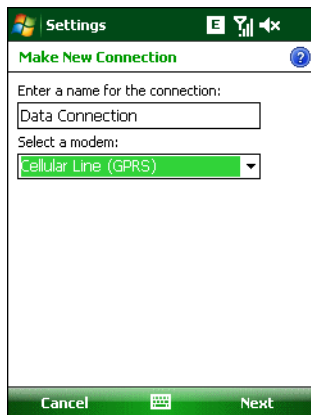 Settings E
Make New Connection ?
Enter a name for the connection:
Data Connection
Select a modem:
Cellular Line (GPRS)
Cancel Next